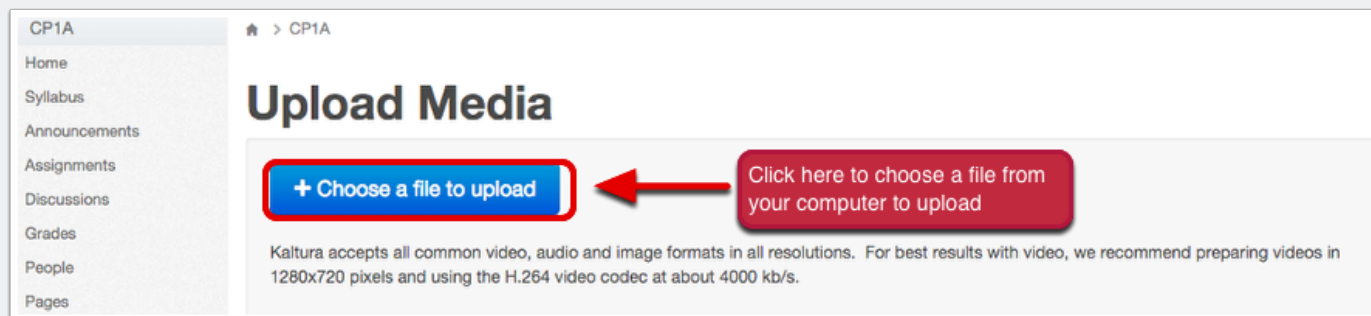 CP1A
Home
Syllabus
Announcements
Assignments
Discussions
Grades
People
Pages
> CP1A
Upload Media
+ Choose a file to upload
Click here to choose a file from
your computer to upload
Kaltura accepts all common video, audio and image formats in all resolutions. For best results with video, we recommend preparing videos in
1280x720 pixels and using the H.264 video codec at about 4000 kb/s.